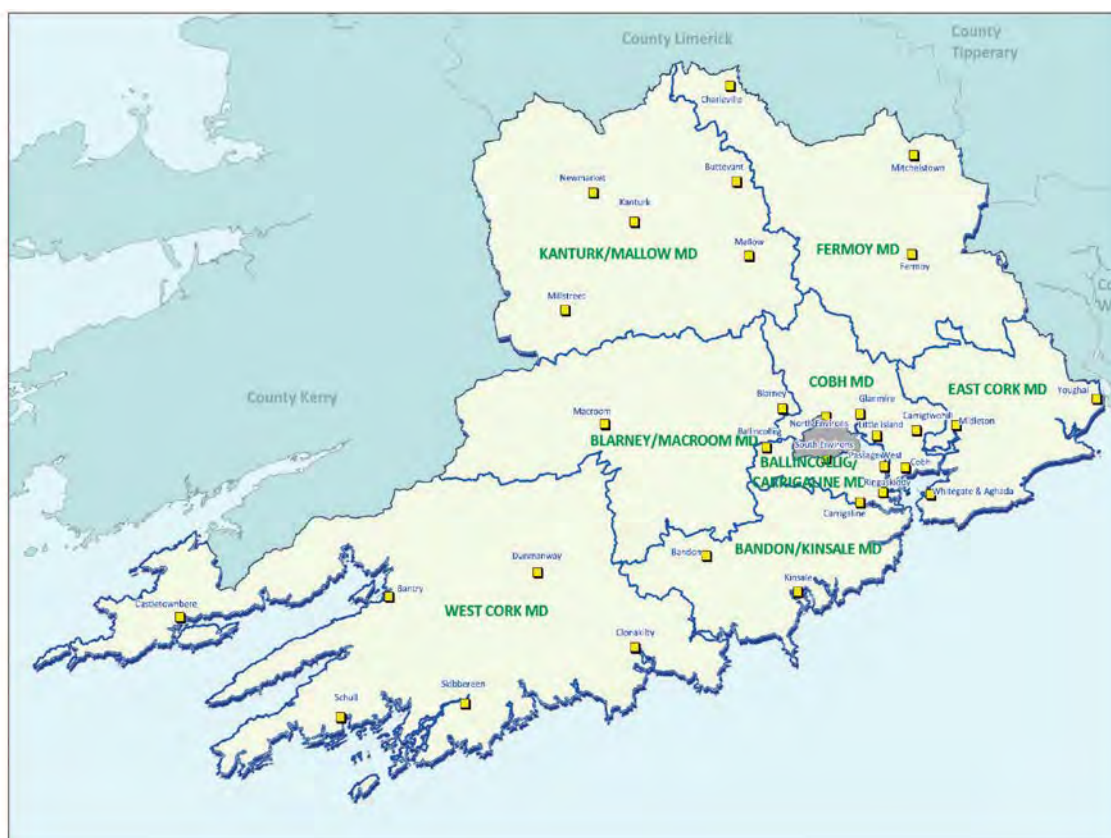 County Limerick
County
Tipperary
Charleville
Mitchelstown
Buttevant
Newmarket
Kanturk
KANTURK/MALLOW MD
Mallow
FERMOY MD
Fermoy
Millstreet
COBH MD
EAST CORK MD
Youghal
County Kerry
Blarney
Glanmire
Macroom
North Environs
Little Island
Carrigtwohill
Midleton
BLARNEY/MACROOM MD
Ballincollig
South Environs
Passage West
Cobh
BALLINCOLLIG/
CARRIGALINE MD
Ringaskiddy
Whitegate & Aghada
Carrigaline
BANDON/KINSALE MD
Bandon
Dunmanway
Kinsale
Bantry
Castletownbere
WEST CORK MD
Clonakilty
Skibbereen
Schull